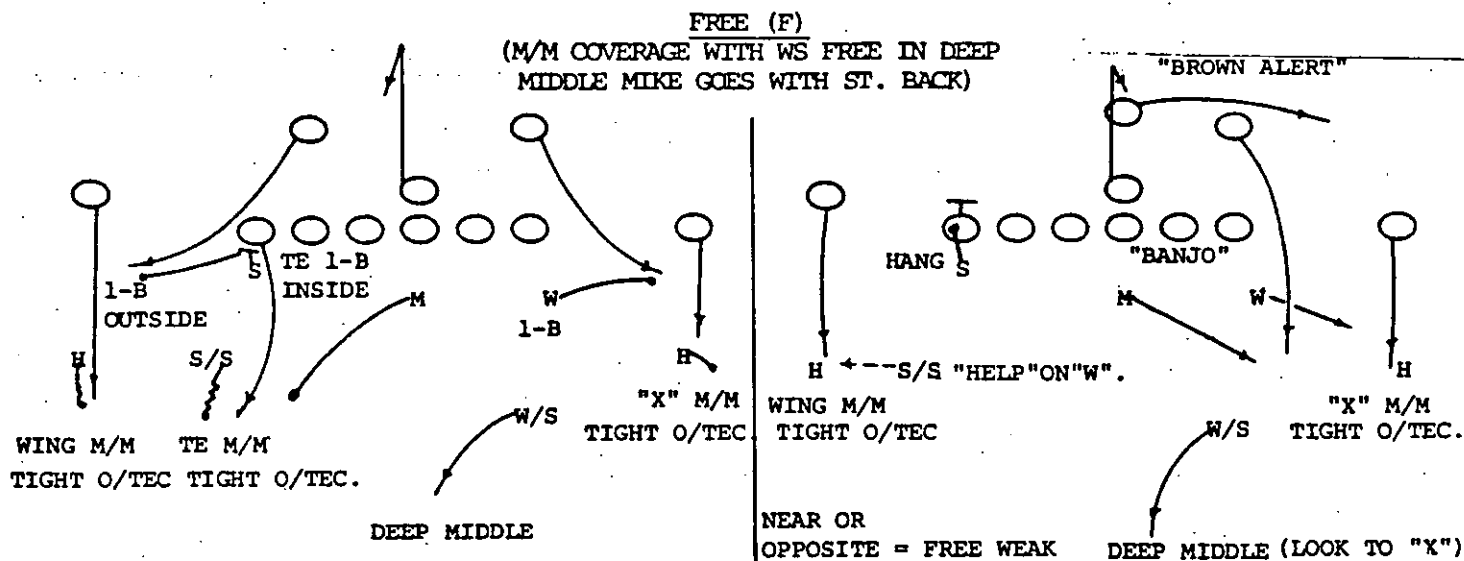 FREE (F)
(M/M COVERAGE WITH WS FREE IN DEEP
MIDDLE MIKE GOES WITH ST. BACK)
S
TE 1-B
INSIDE
1-B
OUTSIDE
M
W
1-B
H
S/S
H
WING M/M
TIGHT O/TEC
TE M/M
TIGHT O/TEC.
W/S
"X" M/M
TIGHT O/TEC.
DEEP MIDDLE
"BROWN ALERT"
HANG S
"BANJO"
M
W
H
S/S "HELP"ON"W".
H
WING M/M
TIGHT O/TEC
W/S
"X" M/M
TIGHT O/TEC.
NEAR OR
OPPOSITE = FREE WEAK
DEEP MIDDLE (LOOK TO "X")